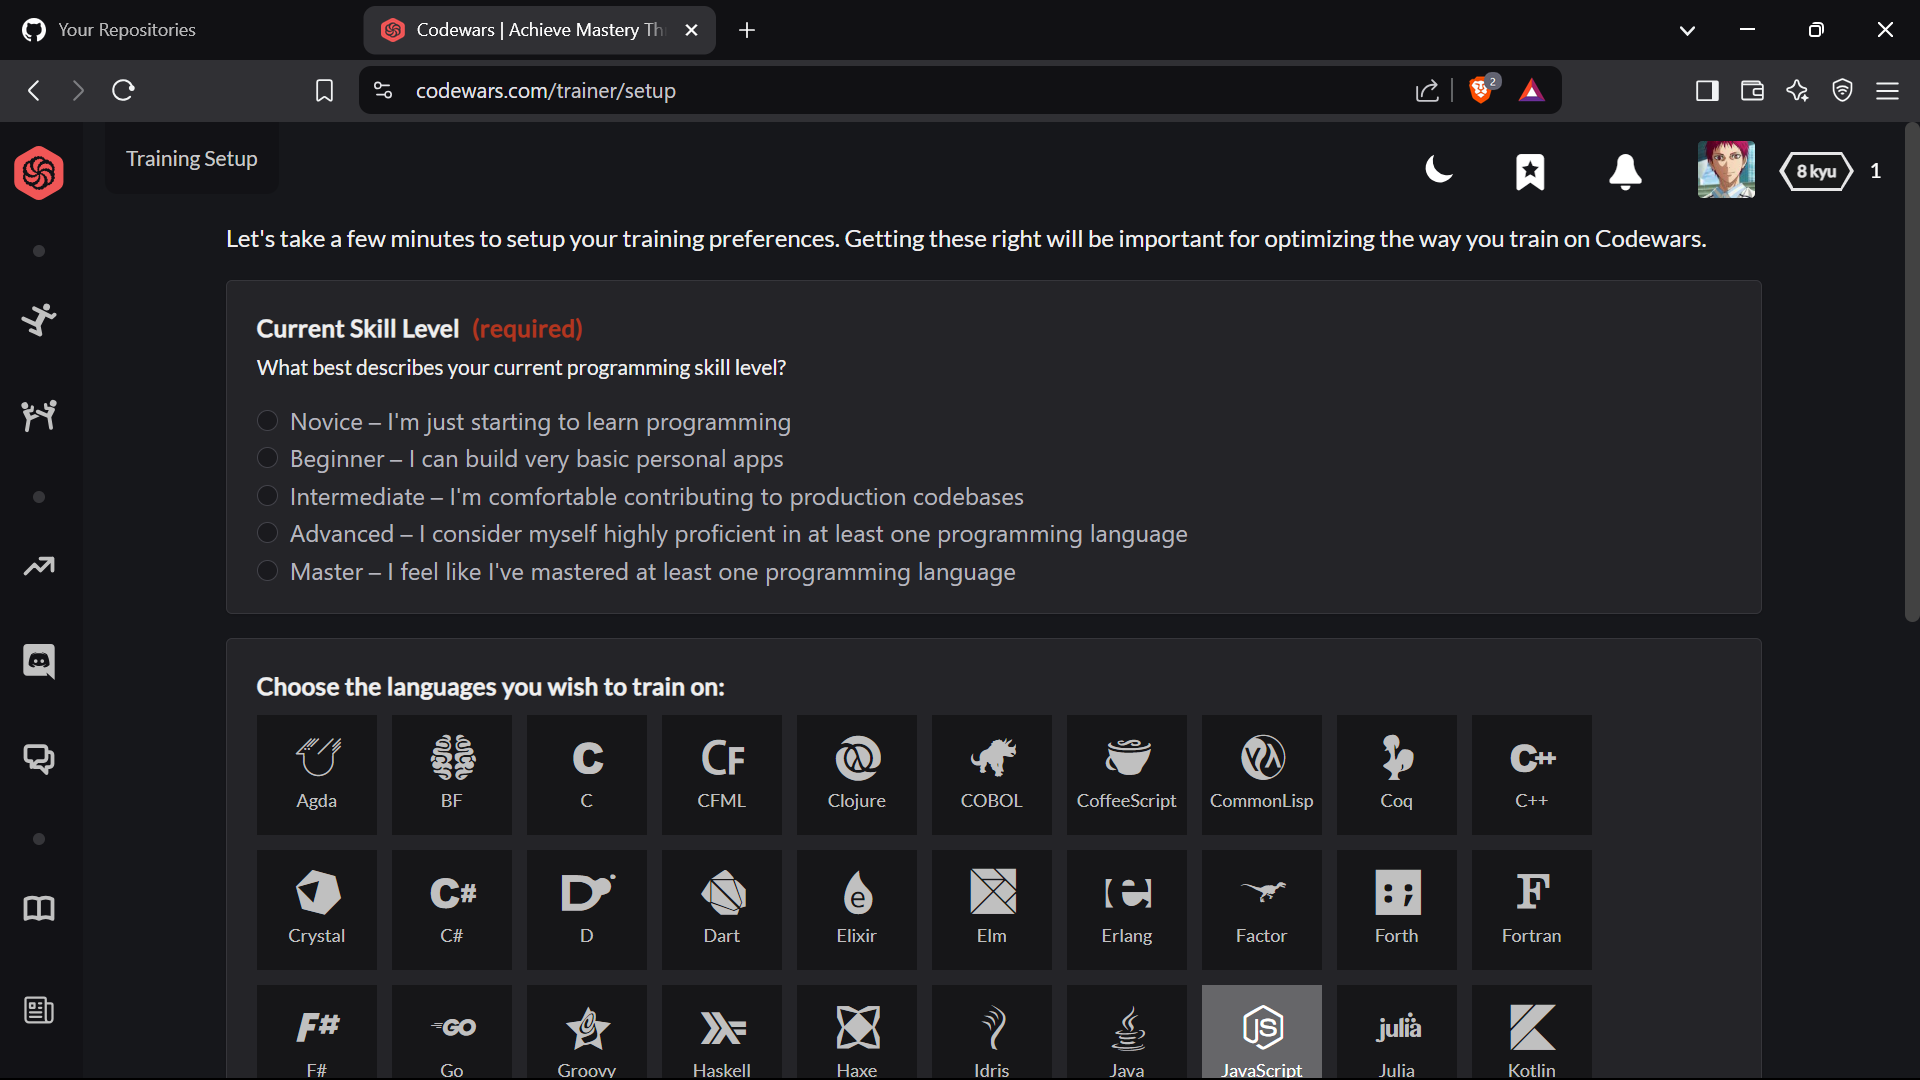 Your Repositories
Codewars | Achieve Mastery Th
codewars.com/trainer/setup
2
Training Setup
8 kyu
1
Let's take a few minutes to setup your training preferences. Getting these right will be important for optimizing the way you train on Codewars.
Current Skill Level (required)
What best describes your current programming skill level?
Novice – I'm just starting to learn programming
Beginner – I can build very basic personal apps
Intermediate – I'm comfortable contributing to production codebases
Advanced – I consider myself highly proficient in at least one programming language
Master – I feel like I've mastered at least one programming language
Choose the languages you wish to train on:
C CF C++
Agda BF C CFML Clojure COBOL CoffeeScript CommonLisp Coq C++
C# D e e : ; F
Crystal C# D Dart Elixir Elm Erlang Factor Forth Fortran
F# GO JS julia
F# Go Groovy Haskell Haxe Idris Java JavaScript Julia Kotlin